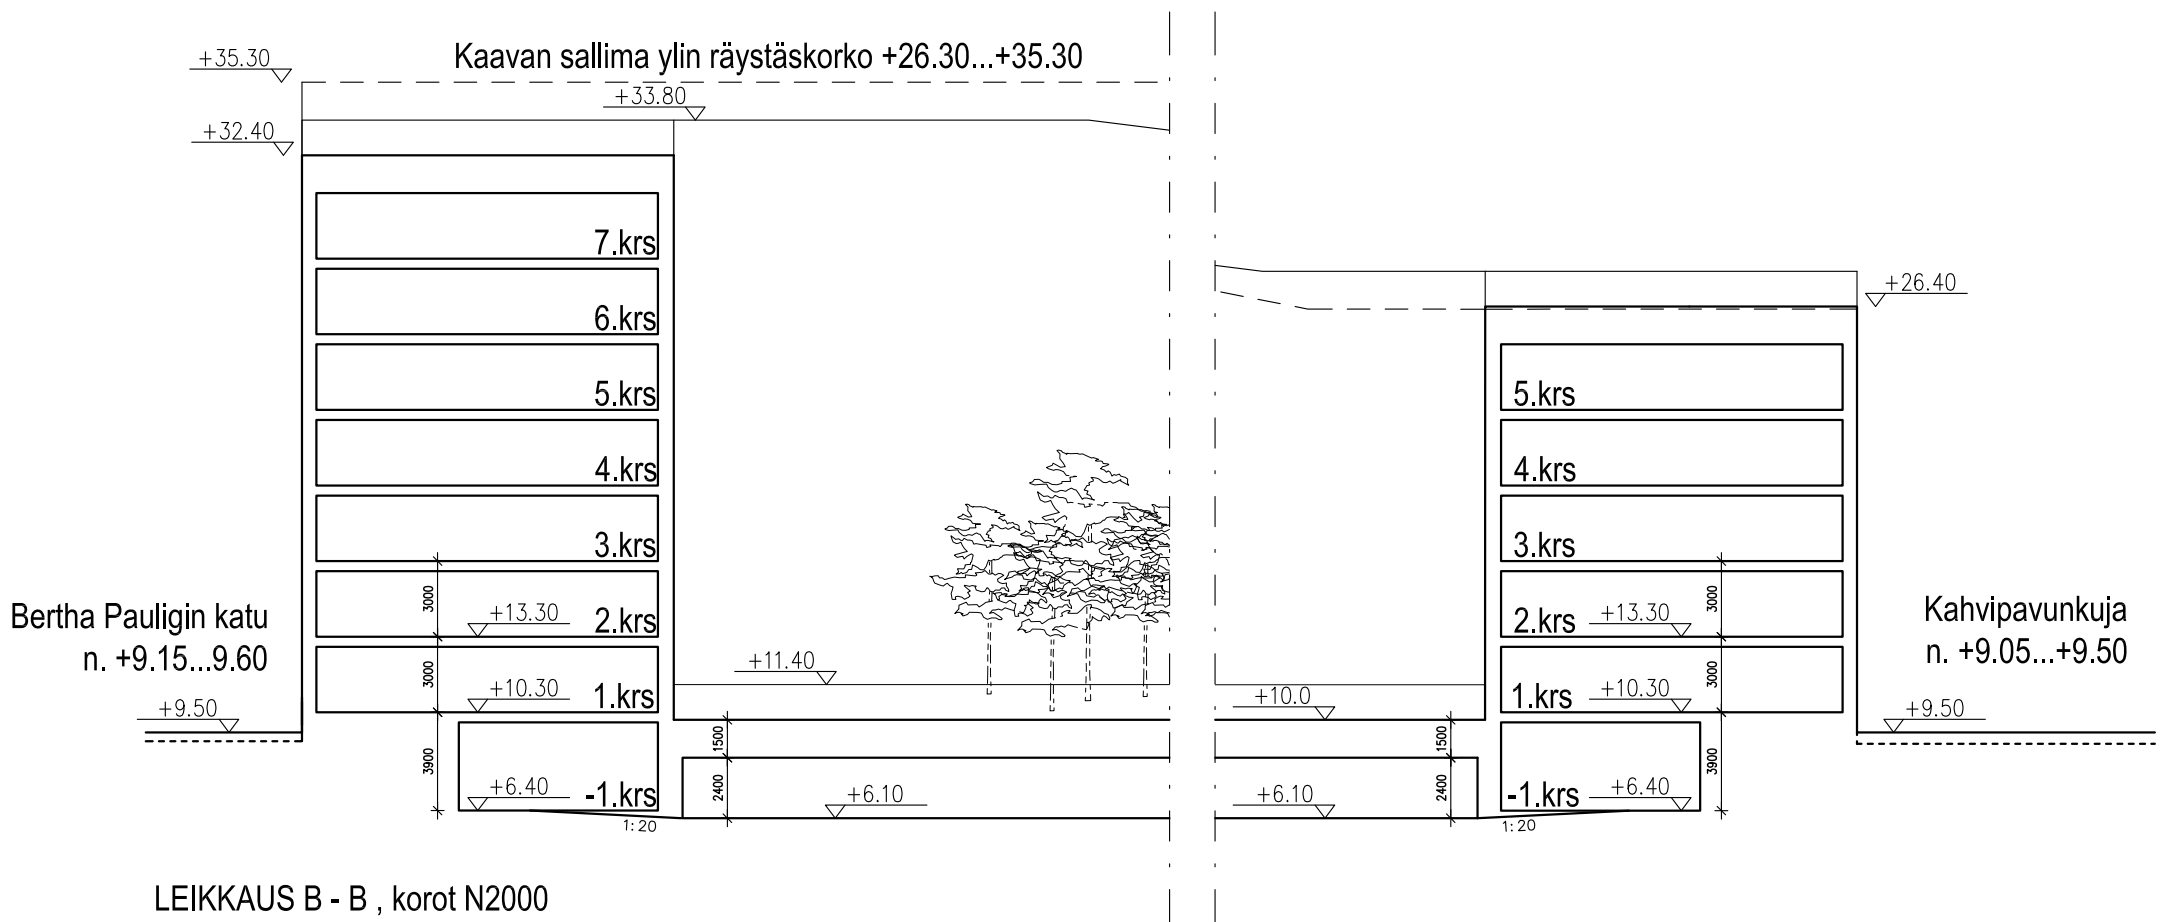 Kaavan sallima ylin räystäskorko +26.30...+35.30
+35.30
+33.80
+32.40
+26.40
7.krs
6.krs
5.krs
4.krs
3.krs
3000
+13.30
2.krs
3000
+10.30
1.krs
3900
+6.40
-1.krs
1:20
Bertha Pauligin katu
n. +9.15...9.60
+9.50
+11.40
1500
2400
+6.10
+10.0
+6.10
1500
2400
5.krs
4.krs
3.krs
3000
2.krs
+13.30
3000
1.krs
+10.30
3900
-1.krs
+6.40
1:20
Kahvipavunkuja
n. +9.05...+9.50
+9.50
LEIKKAUS B - B , korot N2000